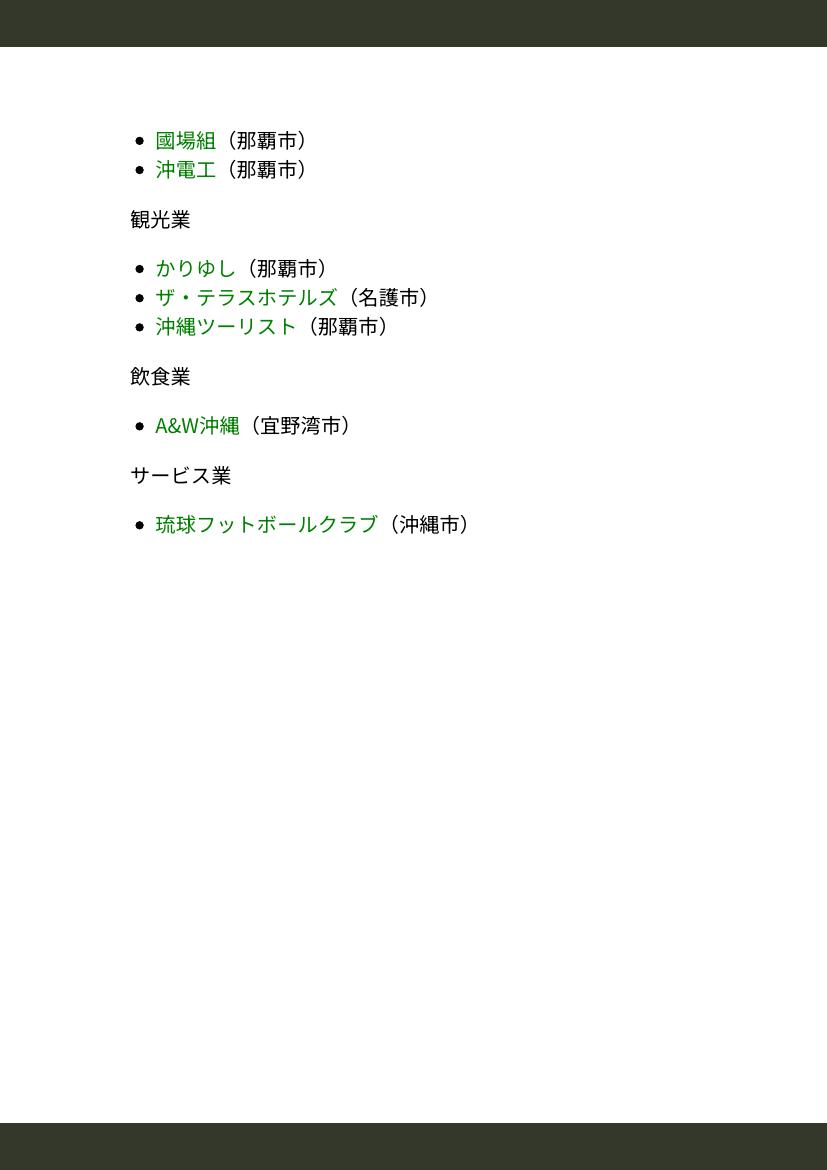 • 國場組（那覇市）
• 沖電工（那覇市）
観光業
• かりゆし（那覇市）
• ザ・テラスホテルズ（名護市）
• 沖縄ツーリスト（那覇市）
飲食業
• A&W沖縄（宜野湾市）
サービス業
• 琉球フットボールクラブ（沖縄市）